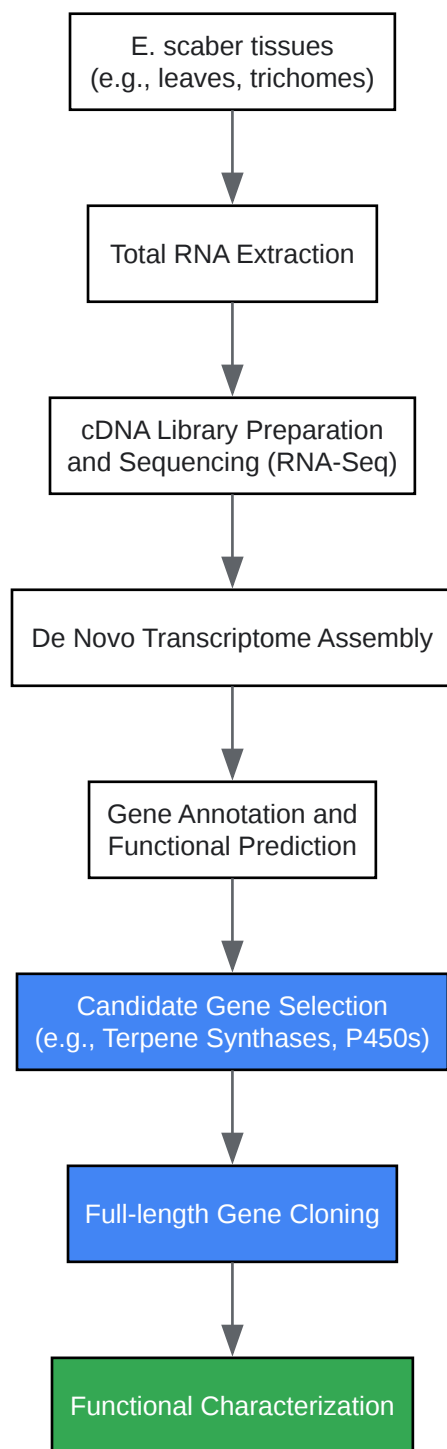 E. scaber tissues
(e.g., leaves, trichomes)
Total RNA Extraction
cDNA Library Preparation
and Sequencing (RNA-Seq)
De Novo Transcriptome Assembly
Gene Annotation and
Functional Prediction
Candidate Gene Selection
(e.g., Terpene Synthases, P450s)
Full-length Gene Cloning
Functional Characterization